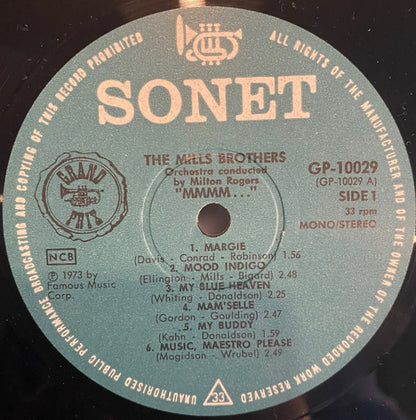 ALL RIGHTS OF THE MANUFACTURER AND OF THE OWNER OF THE RECORDED WORK RESERVED
UNAUTHORISED PUBLIC PERFORMANCE BROADCASTING AND COPYING OF THIS RECORD PROHIBITED
SONET
GRAND
PRIX
THE MILLS BROTHERS
Orchestra conducted
by Milton Rogers
"MMMM..."
GP-10029
(GP-10029 A)
SIDE 1
33 rpm
MONO/STEREO
NCB
℗ 1973 by
Famous Music
Corp.
1. MARGIE
(Davis - Conrad - Robinson) 1.56
2. MOOD INDIGO
(Ellington - Mills - Bigard) 2.48
3. MY BLUE HEAVEN
(Whiting - Donaldson) 2.25
4. MAM'SELLE
(Gordon - Goulding) 2.47
5. MY BUDDY
(Kahn - Donaldson) 1.59
6. MUSIC, MAESTRO PLEASE
(Magidson - Wrubel) 2.49
33